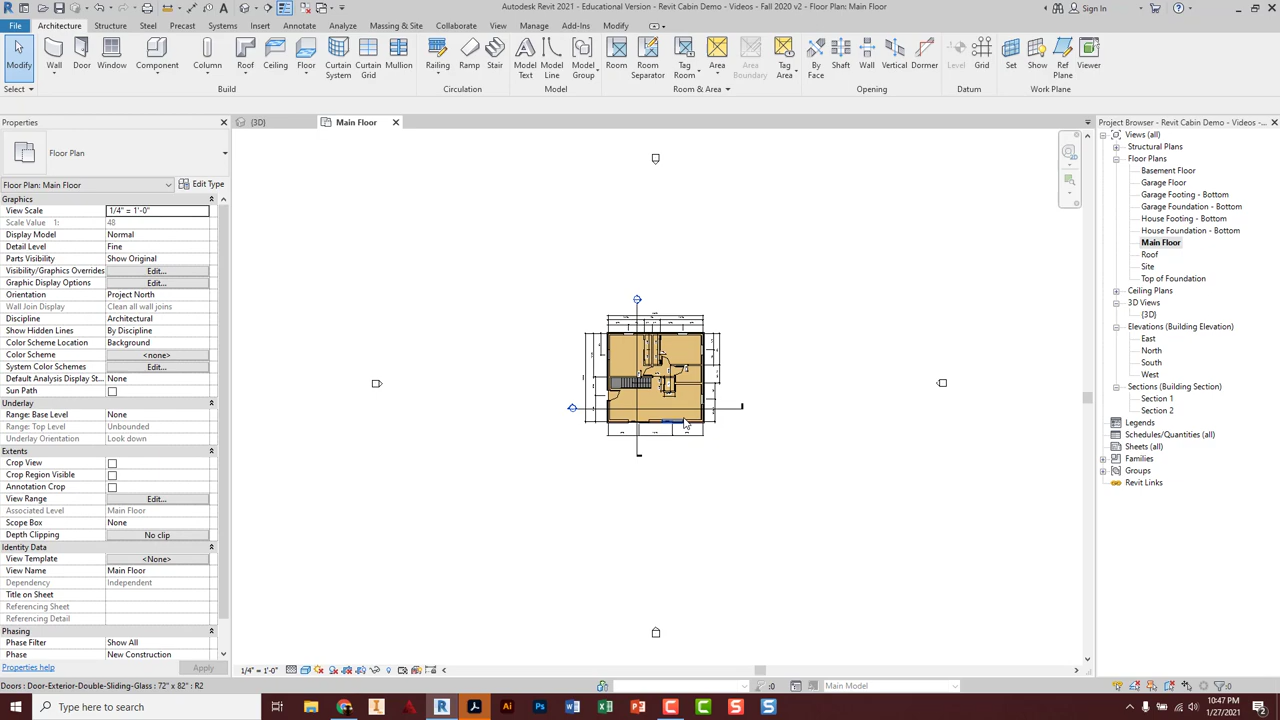 Autodesk Revit 2021 - Educational Version - Revit Cabin Demo - Videos - Fall 2020 v2 - Floor Plan: Main Floor
Sign In
File Architecture Structure Steel Precast Systems Insert Annotate Analyze Massing & Site Collaborate View Manage Add-Ins Modify
Modify Wall Door Window Component Column Roof Ceiling Floor Curtain System Curtain Grid Mullion Railing Ramp Stair Model Text Model Line Model Group Room Room Separator Tag Room Area Area Boundary Tag Area By Face Shaft Wall Vertical Dormer Level Grid Set Show Ref Plane Viewer
Select Build Circulation Model Room & Area Opening Datum Work Plane
Properties
(3D)
Main Floor
Project Browser - Revit Cabin Demo - Videos - ...
Floor Plan
Floor Plan: Main Floor
Edit Type
Graphics
View Scale 1/4" = 1'-0"
Scale Value 1: 48
Display Model Normal
Detail Level Fine
Parts Visibility Show Original
Visibility/Graphics Overrides Edit...
Graphic Display Options Edit...
Orientation Project North
Wall Join Display Clean all wall joins
Discipline Architectural
Show Hidden Lines By Discipline
Color Scheme Location Background
Color Scheme <none>
System Color Schemes Edit...
Default Analysis Display St... None
Sun Path
Underlay
Range: Base Level None
Range: Top Level Unbounded
Underlay Orientation Look down
Extents
Crop View
Crop Region Visible
Annotation Crop
View Range Edit...
Associated Level Main Floor
Scope Box None
Depth Clipping No clip
Identity Data
View Template <None>
View Name Main Floor
Dependency Independent
Title on Sheet
Referencing Sheet
Referencing Detail
Phasing
Phase Filter Show All
Phase New Construction
Properties help
Apply
Views (all)
Structural Plans
Floor Plans
Basement Floor
Garage Floor
Garage Footing - Bottom
Garage Foundation - Bottom
House Footing - Bottom
House Foundation - Bottom
Main Floor
Roof
Site
Top of Foundation
Ceiling Plans
3D Views
{3D}
Elevations (Building Elevation)
East
North
South
West
Sections (Building Section)
Section 1
Section 2
Legends
Schedules/Quantities (all)
Sheets (all)
Families
Groups
Revit Links
1/4" = 1'-0"
Doors : Door-Exterior-Double-Sliding-Glass : 72" x 82" : R2
:0
Main Model
:0
Type here to search
10:47 PM
1/27/2021